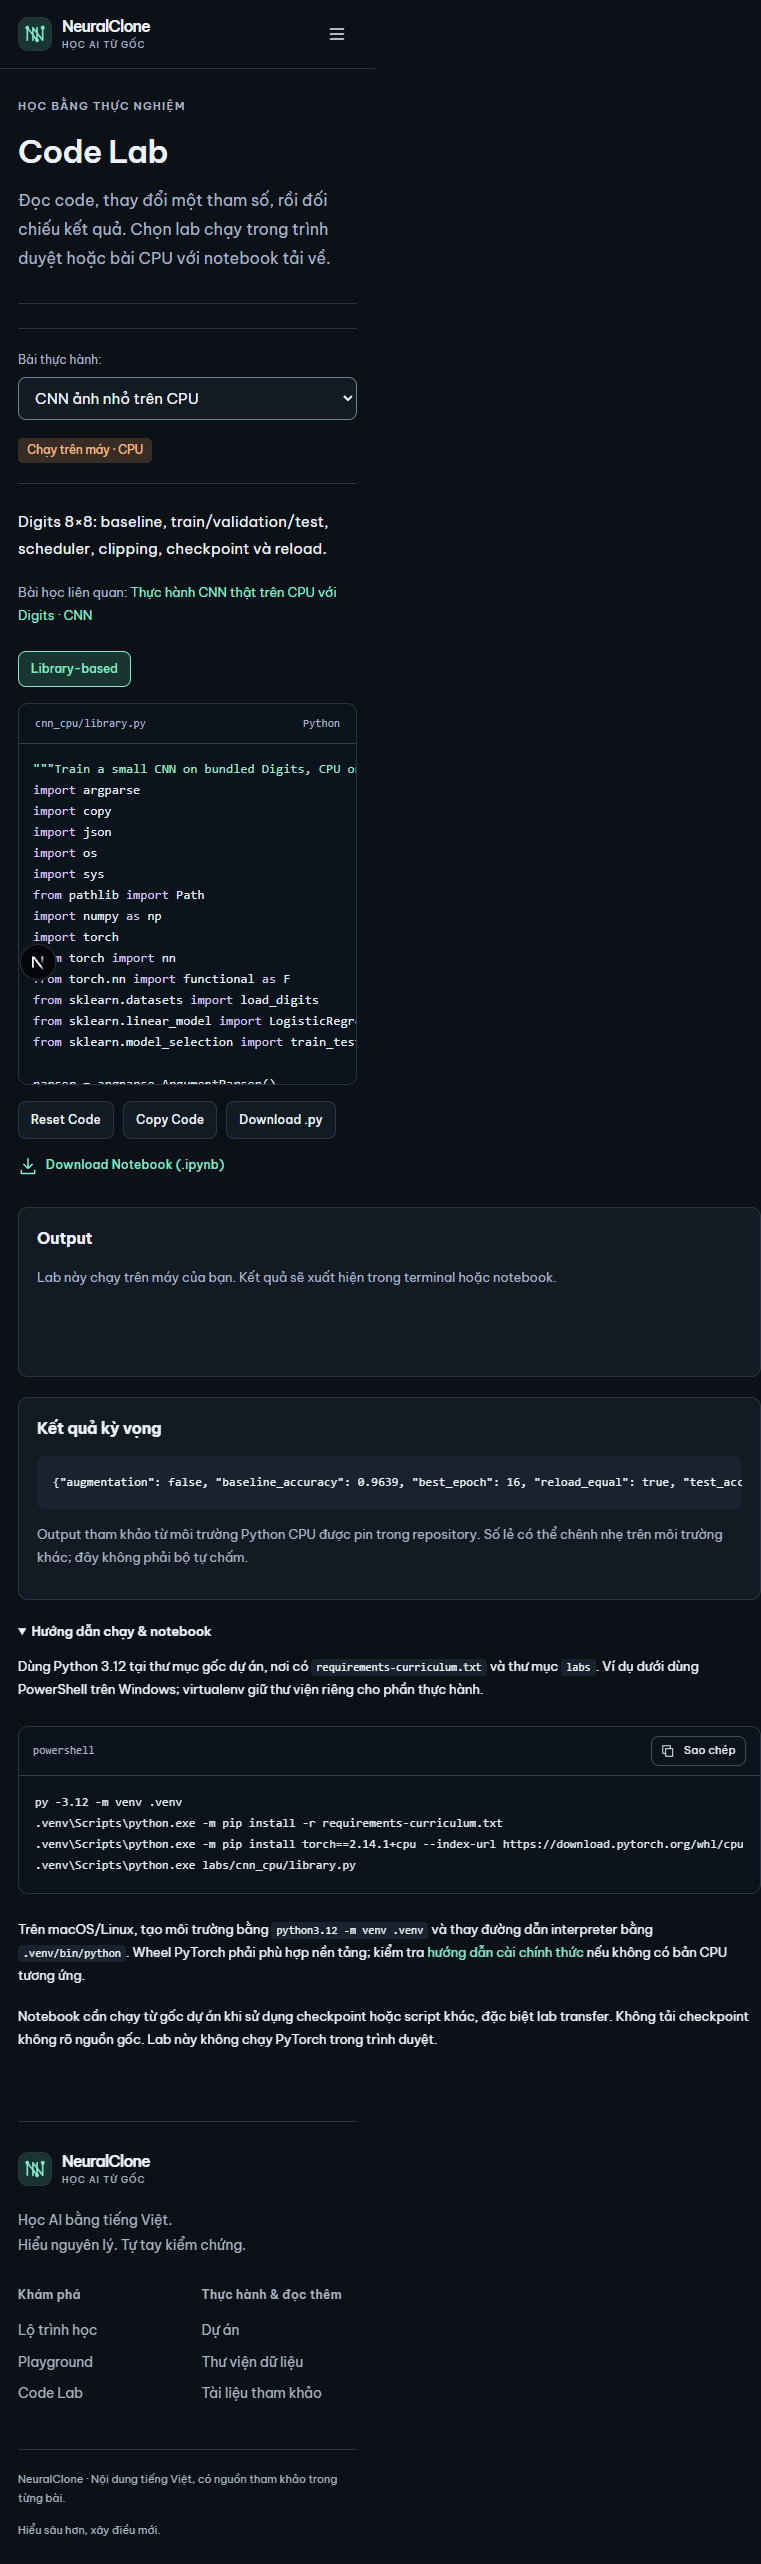 NeuralClone
HỌC AI TỪ GỐC
HỌC BẰNG THỰC NGHIỆM
Code Lab
Đọc code, thay đổi một tham số, rồi đối
chiếu kết quả. Chọn lab chạy trong trình
duyệt hoặc bài CPU với notebook tải về.
Bài thực hành:
CNN ảnh nhỏ trên CPU
Chạy trên máy · CPU
Digits 8×8: baseline, train/validation/test,
scheduler, clipping, checkpoint và reload.
Bài học liên quan: Thực hành CNN thật trên CPU với
Digits · CNN
Library-based
cnn_cpu/library.py Python
"""Train a small CNN on bundled Digits, CPU o
import argparse
import copy
import json
import os
import sys
from pathlib import Path
import numpy as np
import torch
m torch import nn
from torch.nn import functional as F
from sklearn.datasets import load_digits
from sklearn.linear_model import LogisticRegr
from sklearn.model_selection import train_tes
parser = argparse.ArgumentParser()
Reset Code Copy Code Download .py
Download Notebook (.ipynb)
Output
Lab này chạy trên máy của bạn. Kết quả sẽ xuất hiện trong terminal hoặc notebook.
Kết quả kỳ vọng
{"augmentation": false, "baseline_accuracy": 0.9639, "best_epoch": 16, "reload_equal": true, "test_acc
Output tham khảo từ môi trường Python CPU được pin trong repository. Số lẻ có thể chênh nhẹ trên môi trường
khác; đây không phải bộ tự chấm.
▼ Hướng dẫn chạy & notebook
Dùng Python 3.12 tại thư mục gốc dự án, nơi có requirements-curriculum.txt và thư mục labs. Ví dụ dưới dùng
PowerShell trên Windows; virtualenv giữ thư viện riêng cho phần thực hành.
powershell Sao chép
py -3.12 -m venv .venv
.venv\Scripts\python.exe -m pip install -r requirements-curriculum.txt
.venv\Scripts\python.exe -m pip install torch==2.14.1+cpu --index-url https://download.pytorch.org/whl/cpu
.venv\Scripts\python.exe labs/cnn_cpu/library.py
Trên macOS/Linux, tạo môi trường bằng python3.12 -m venv .venv và thay đường dẫn interpreter bằng
.venv/bin/python. Wheel PyTorch phải phù hợp nền tảng; kiểm tra hướng dẫn cài chính thức nếu không có bản CPU
tương ứng.
Notebook cần chạy từ gốc dự án khi sử dụng checkpoint hoặc script khác, đặc biệt lab transfer. Không tải checkpoint
không rõ nguồn gốc. Lab này không chạy PyTorch trong trình duyệt.
NeuralClone
HỌC AI TỪ GỐC
Học AI bằng tiếng Việt.
Hiểu nguyên lý. Tự tay kiểm chứng.
Khám phá Thực hành & đọc thêm
Lộ trình học Dự án
Playground Thư viện dữ liệu
Code Lab Tài liệu tham khảo
NeuralClone · Nội dung tiếng Việt, có nguồn tham khảo trong
từng bài.
Hiểu sâu hơn, xây điều mới.